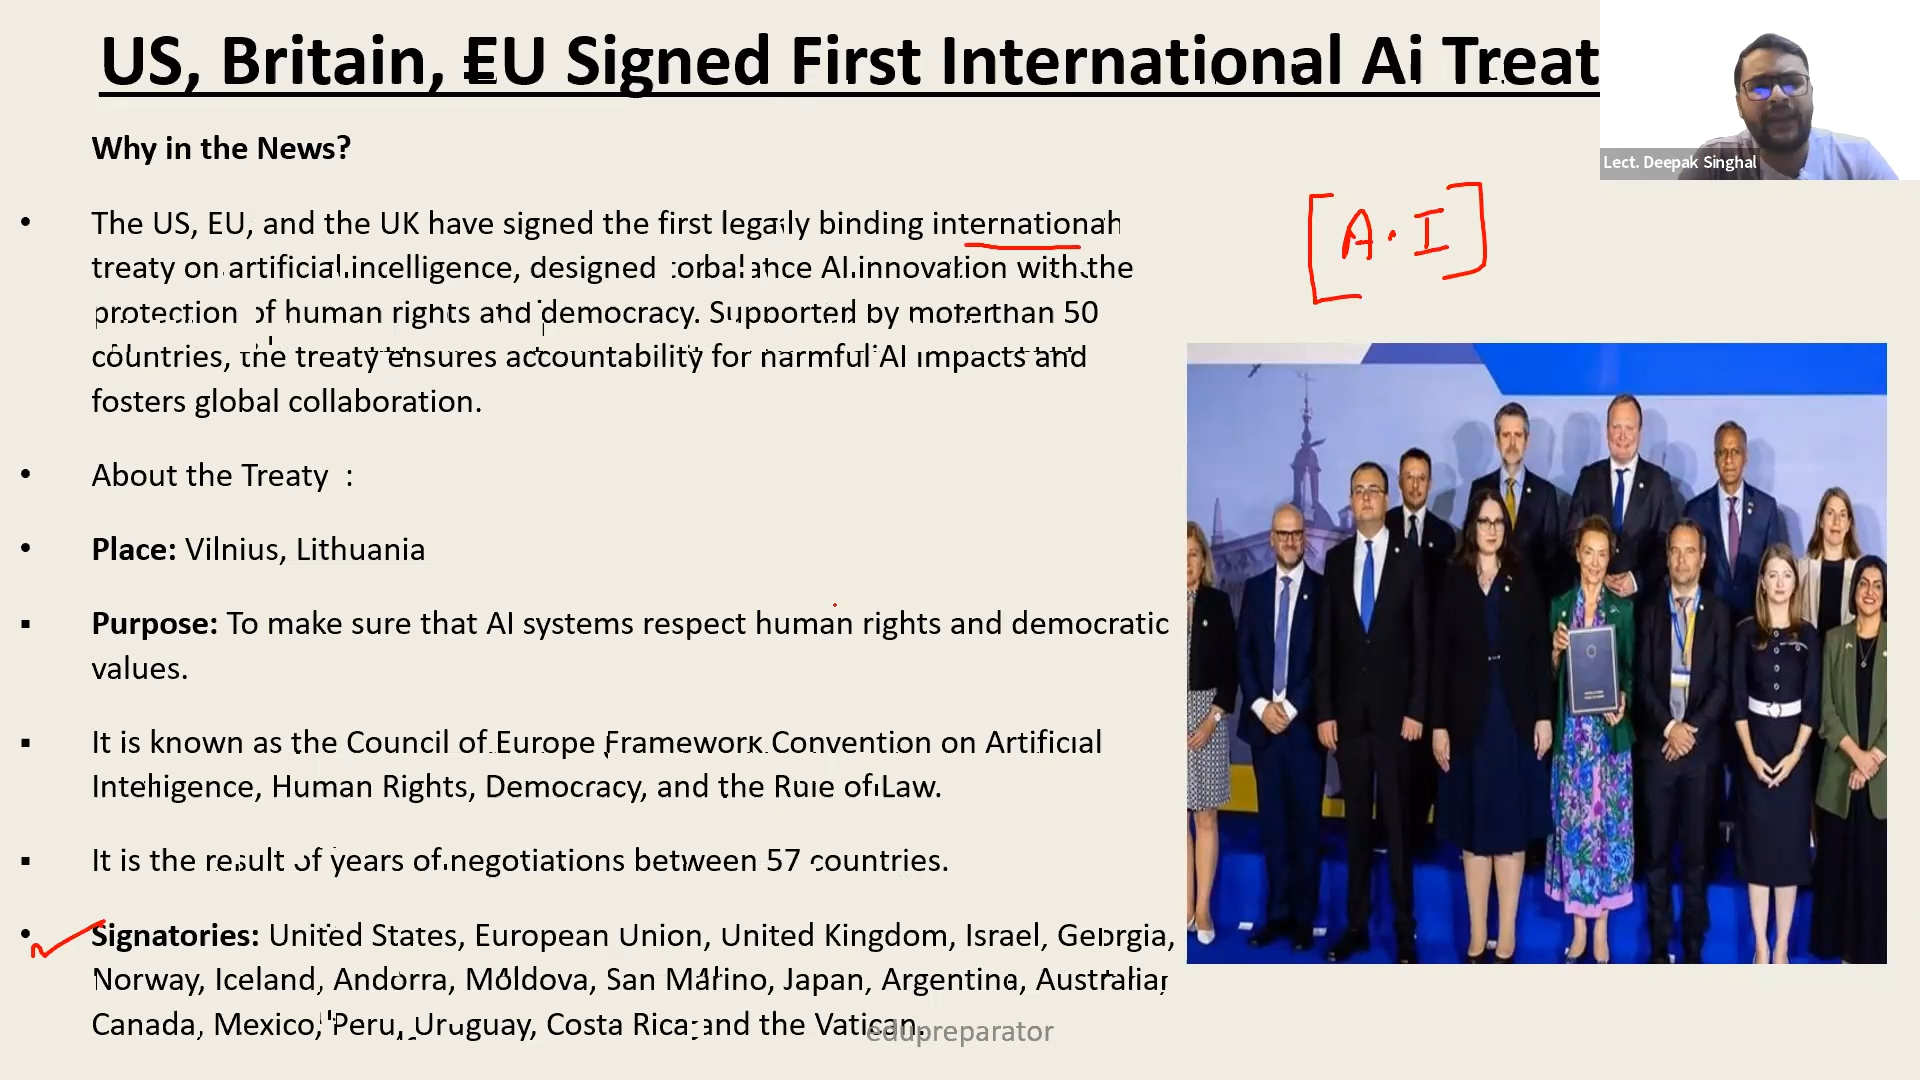 US, Britain, EU Signed First International Ai Treat
Lect. Deepak Singhal
Why in the News?
[A.I]
• The US, EU, and the UK have signed the first legally binding international
treaty on artificial intelligence, designed to balance AI innovation with the
protection of human rights and democracy. Supported by more than 50
countries, the treaty ensures accountability for harmful AI impacts and
fosters global collaboration.
• About the Treaty :
• Place: Vilnius, Lithuania
▪ Purpose: To make sure that AI systems respect human rights and democratic
values.
▪ It is known as the Council of Europe Framework Convention on Artificial
Intelligence, Human Rights, Democracy, and the Rule of Law.
▪ It is the result of years of negotiations between 57 countries.
• Signatories: United States, European Union, United Kingdom, Israel, Georgia,
Norway, Iceland, Andorra, Moldova, San Marino, Japan, Argentina, Australia,
Canada, Mexico, Peru, Uruguay, Costa Rica, and the Vatican.
edupreparator